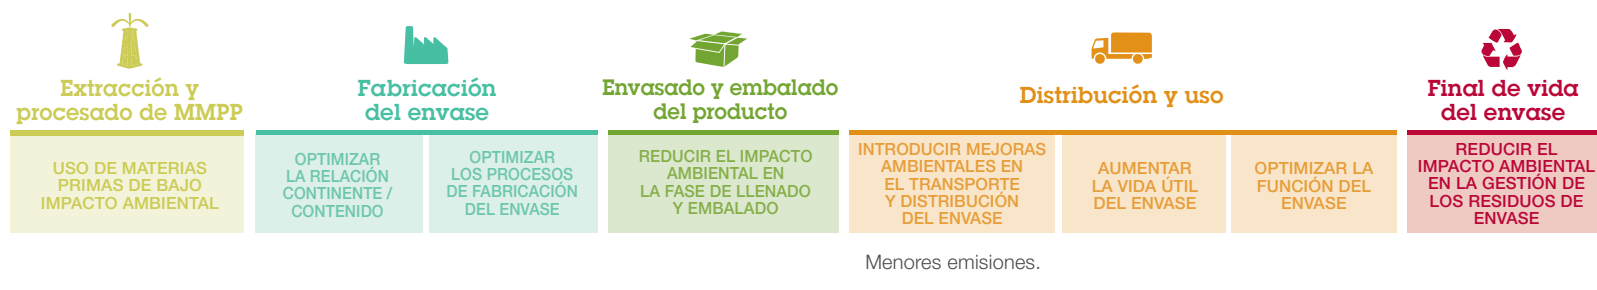 Extracción y
procesado de MMPP
USO DE MATERIAS
PRIMAS DE BAJO
IMPACTO AMBIENTAL
Fabricación
del envase
OPTIMIZAR
LA RELACIÓN
CONTINENTE /
CONTENIDO
OPTIMIZAR
LOS PROCESOS
DE FABRICACIÓN
DEL ENVASE
Envasado y embalado
del producto
REDUCIR EL IMPACTO
AMBIENTAL EN
LA FASE DE LLENADO
Y EMBALADO
Distribución y uso
INTRODUCIR MEJORAS
AMBIENTALES EN
EL TRANSPORTE
Y DISTRIBUCIÓN
DEL ENVASE
AUMENTAR
LA VIDA ÚTIL
DEL ENVASE
OPTIMIZAR LA
FUNCIÓN DEL
ENVASE
Final de vida
del envase
REDUCIR EL
IMPACTO AMBIENTAL
EN LA GESTIÓN DE
LOS RESIDUOS DE
ENVASE
Menores emisiones.